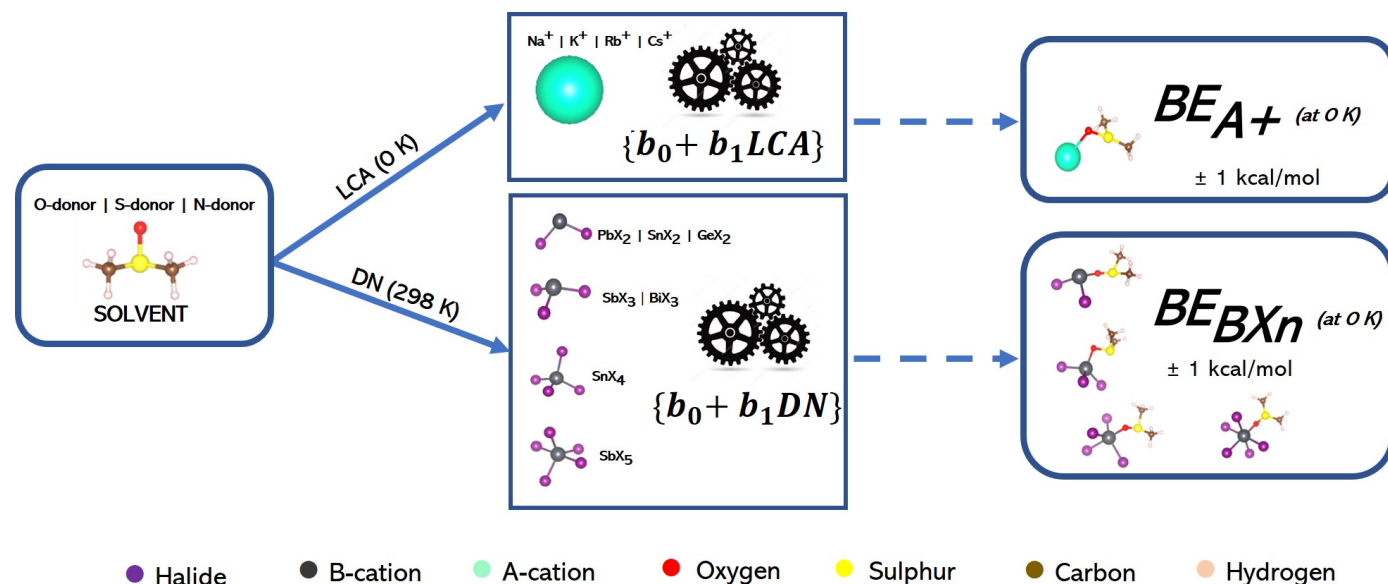 O-donor | S-donor | N-donor
SOLVENT
LCA (0 K)
DN (298 K)
Na⁺ | K⁺ | Rb⁺ | Cs⁺
{b₀ + b₁LCA}
PbX₂ | SnX₂ | GeX₂
SbX₃ | BiX₃
SnX₄
SbX₅
{b₀ + b₁DN}
BE_A+ (at 0 K)
± 1 kcal/mol
BE_BXn (at 0 K)
± 1 kcal/mol
Halide
B-cation
A-cation
Oxygen
Sulphur
Carbon
Hydrogen